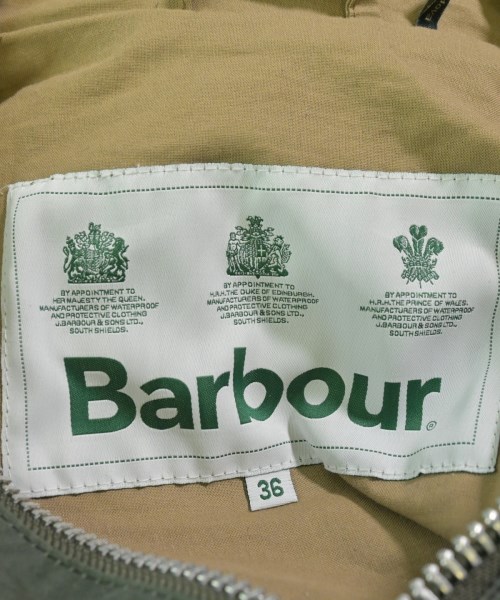 BY APPOINTMENT TO
HER MAJESTY THE QUEEN,
MANUFACTURERS OF WATERPROOF
AND PROTECTIVE CLOTHING
J.BARBOUR & SONS LTD.,
SOUTH SHIELDS.
BY APPOINTMENT TO
H.R.H. THE DUKE OF EDINBURGH,
MANUFACTURERS OF WATERPROOF
AND PROTECTIVE CLOTHING
J.BARBOUR & SONS LTD.,
SOUTH SHIELDS.
BY APPOINTMENT TO
H.R.H. THE PRINCE OF WALES,
MANUFACTURERS OF WATERPROOF
AND PROTECTIVE CLOTHING
J.BARBOUR & SONS LTD.,
SOUTH SHIELDS.
Barbour®
36